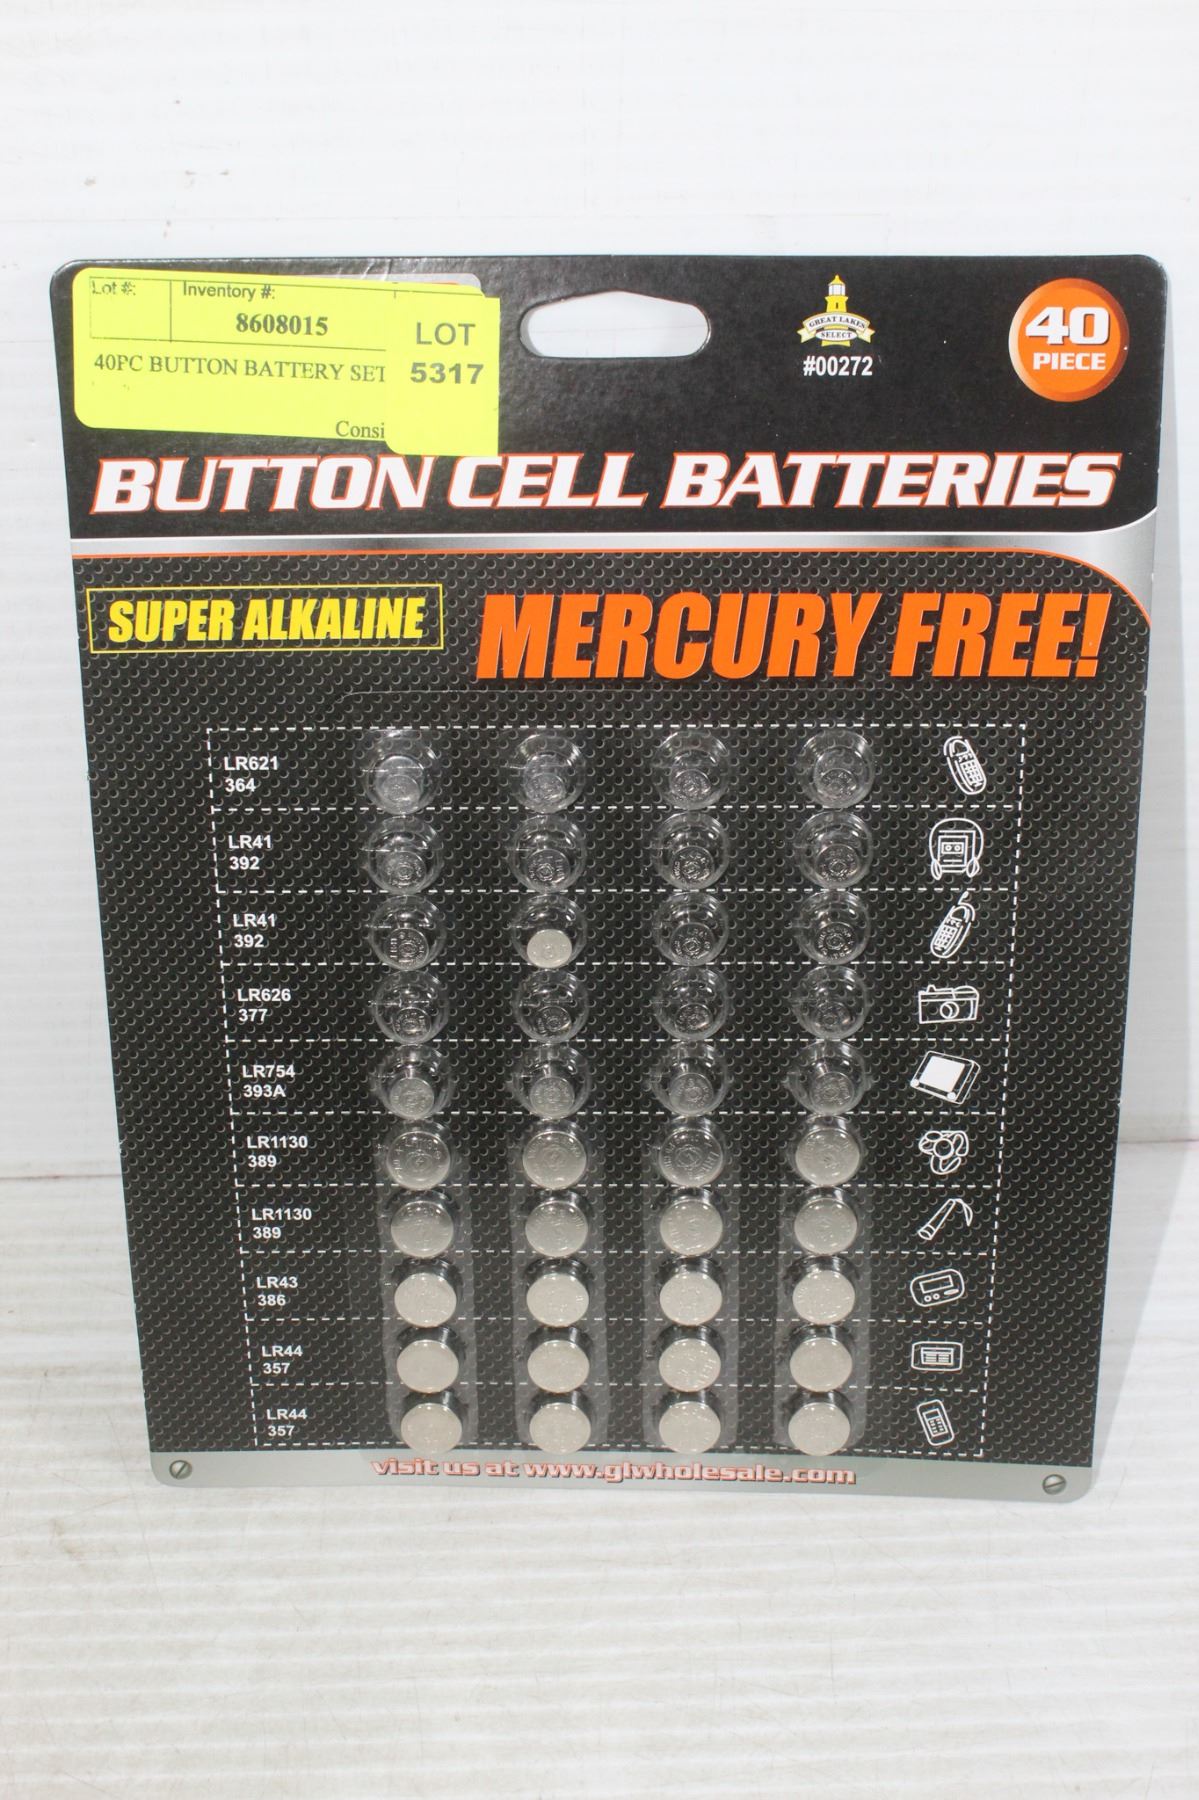 Lot #:
Inventory #:
8608015
40PC BUTTON BATTERY SET
Consi
LOT
5317
GREAT LAKES
SELECT
#00272
40
PIECE
BUTTON CELL BATTERIES
SUPER ALKALINE
MERCURY FREE!
LR621
364
LR41
392
LR41
392
LR626
377
LR754
393A
LR1130
389
LR1130
389
LR43
386
LR44
357
LR44
357
visit us at www.glwholesale.com